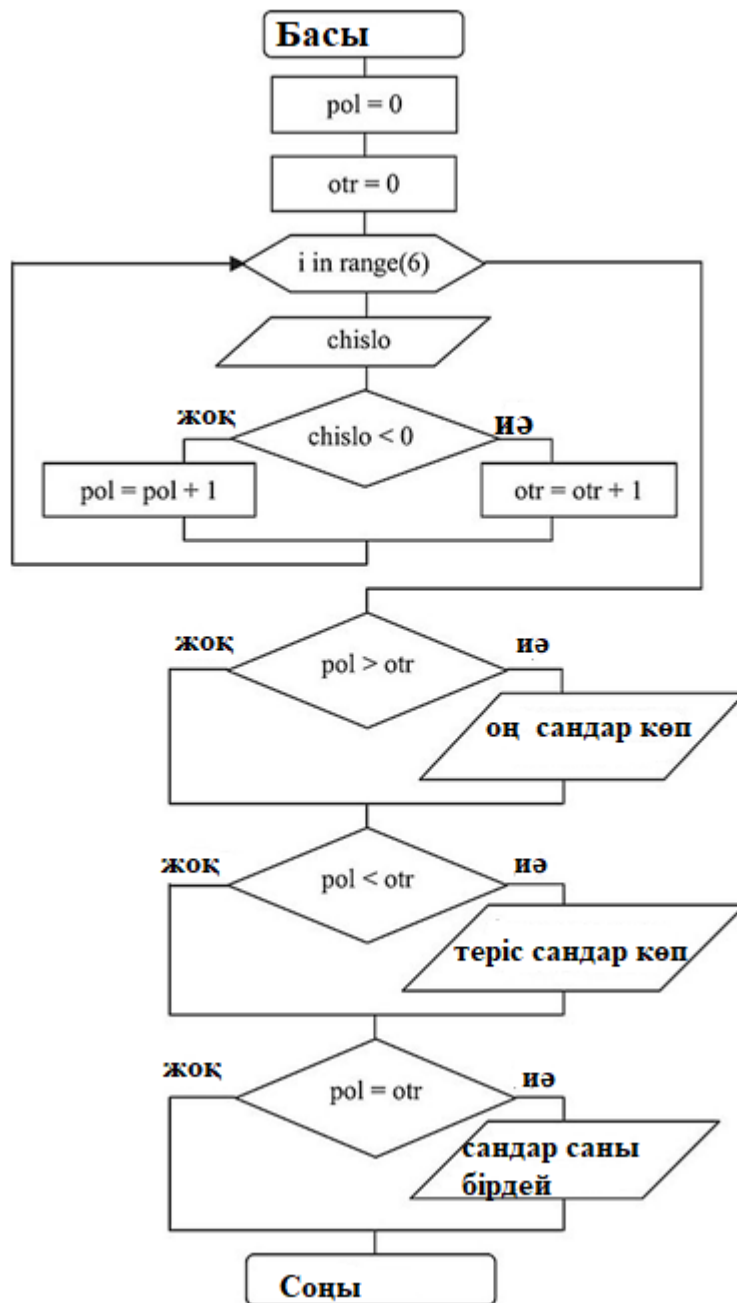 Басы
pol = 0
otr = 0
i in range(6)
chislo
жоқ
chislo < 0
иә
pol = pol + 1
otr = otr + 1
жоқ
pol > otr
иә
оң сандар көп
жоқ
pol < otr
иә
теріс сандар көп
жоқ
pol = otr
иә
сандар саны
бірдей
Соңы